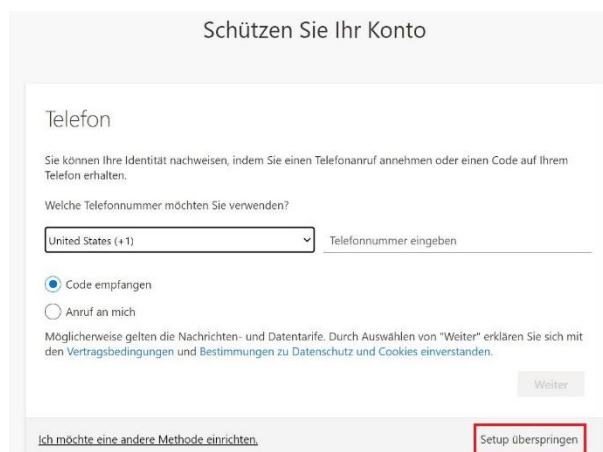 Schützen Sie Ihr Konto
Telefon
Sie können Ihre Identität nachweisen, indem Sie einen Telefonanruf annehmen oder einen Code auf Ihrem
Telefon erhalten.
Welche Telefonnummer möchten Sie verwenden?
United States (+1)
Telefonnummer eingeben
Code empfangen
Anruf an mich
Möglicherweise gelten die Nachrichten- und Datentarife. Durch Auswählen von "Weiter" erklären Sie sich mit
den Vertragsbedingungen und Bestimmungen zu Datenschutz und Cookies einverstanden.
Weiter
Ich möchte eine andere Methode einrichten.
Setup überspringen